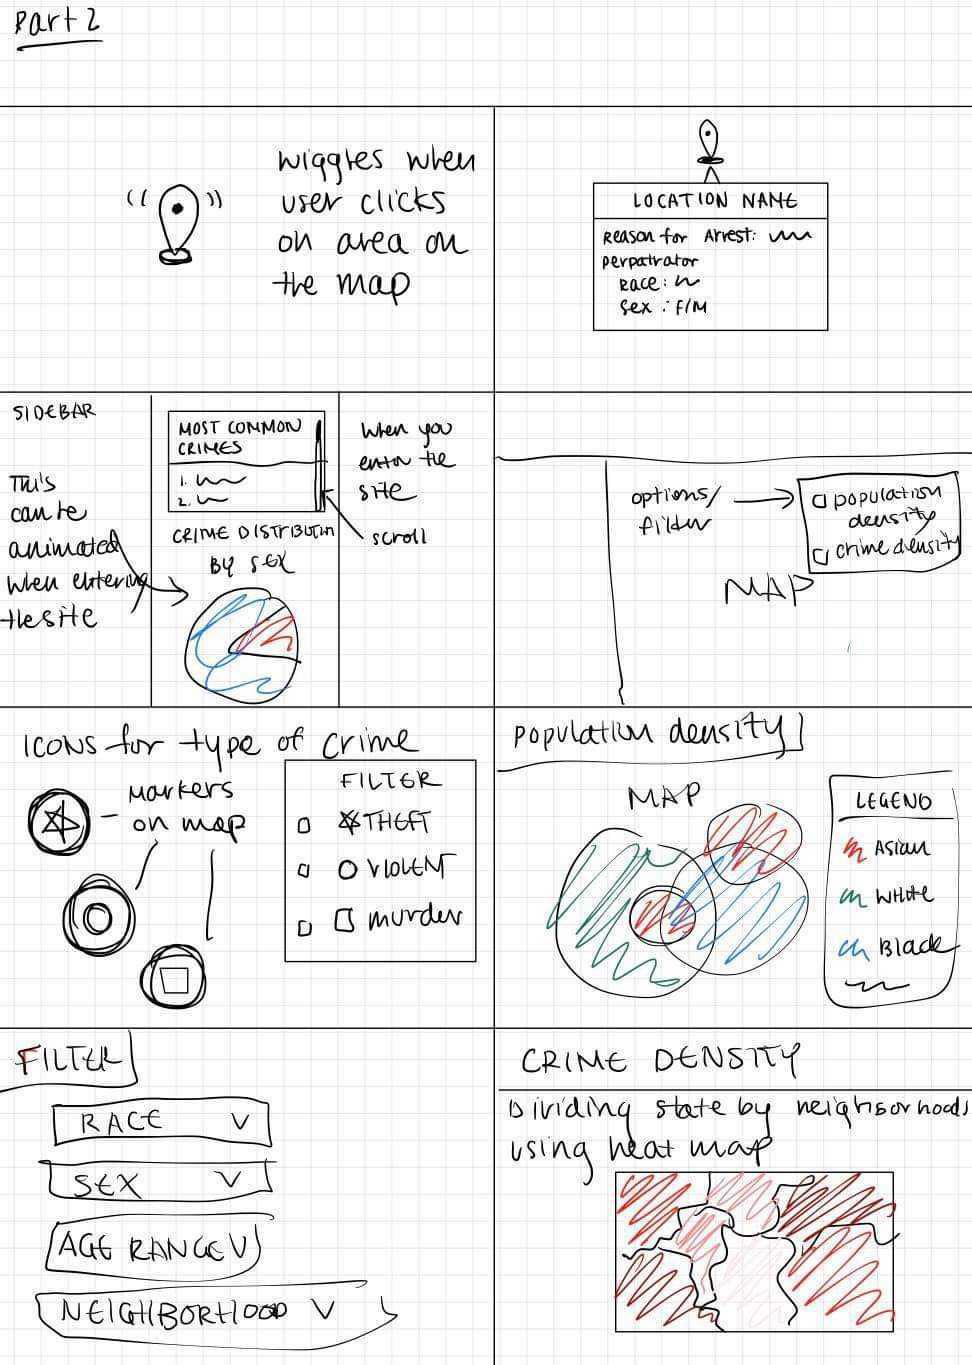 Part 2
wiggles when
user clicks
on area on
the map
LOCATION NAME
Reason for Arrest:
perpatrator
Race:
Sex : F/M
SIDEBAR
This
can be
animated
when entering
the site
MOST COMMON
CRIMES
1.
2.
CRIME DISTRIBUTIN
BY SEX
When you
enter the
site
scroll
options/
filter
population
density
crime density
MAP
ICONS for type of crime
Markers
on map
FILTER
THEFT
VIOLENT
murder
population density
MAP
LEGEND
Asian
White
Black
FILTER
RACE
SEX
AGE RANGE
NEIGHBORHOOD
CRIME DENSITY
Dividing state by neighborhoods
using heat map